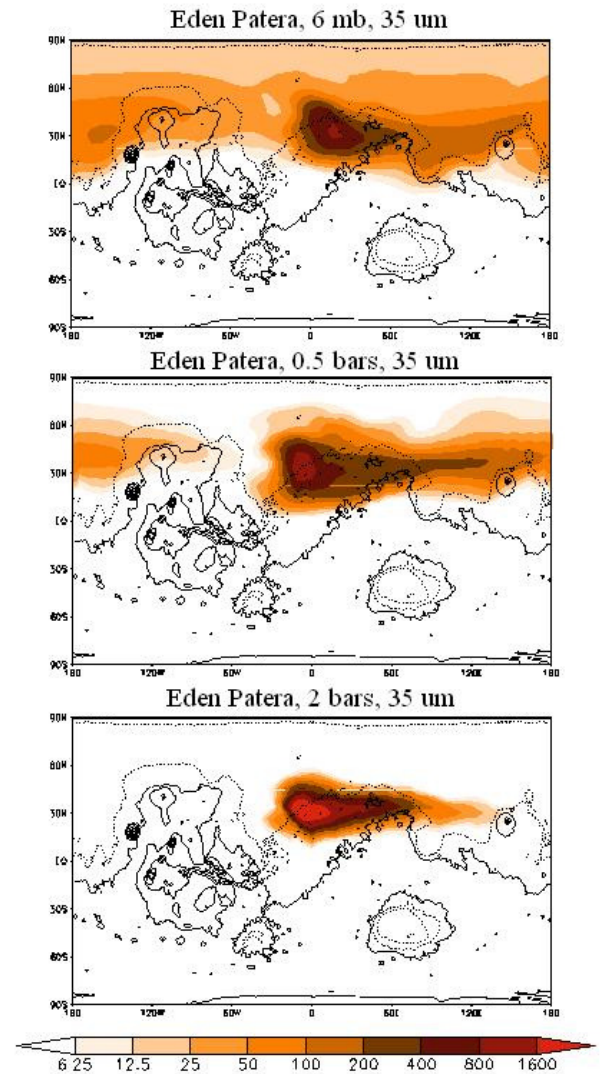 Eden Patera, 6 mb, 35 um
90N
60N
30N
EQ
30S
60S
90S
180 120W 60W 0 60E 120E 180
Eden Patera, 0.5 bars, 35 um
90N
60N
30N
EQ
30S
60S
90S
180 120W 60W 0 60E 120E 180
Eden Patera, 2 bars, 35 um
90N
60N
30N
EQ
30S
60S
90S
180 120W 60W 0 60E 120E 180
6.25 12.5 25 50 100 200 400 800 1600